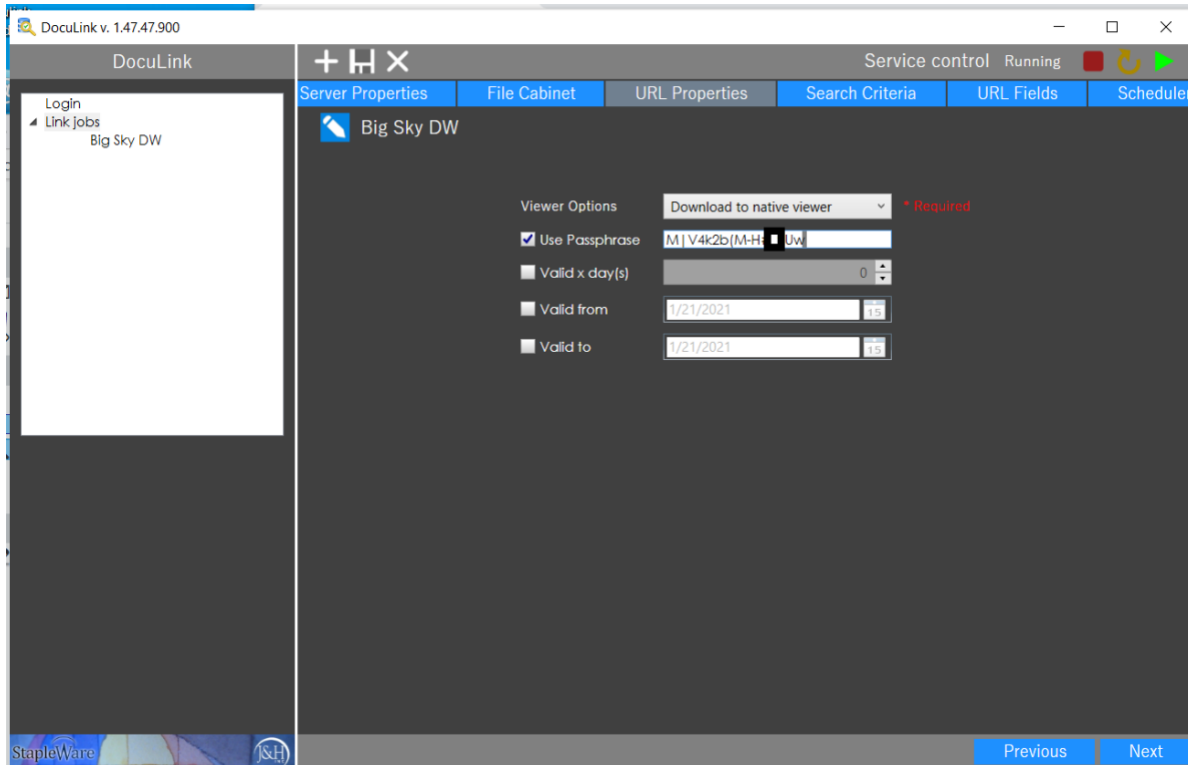 DocuLink v. 1.47.47.900
DocuLink
Service control Running
Server Properties File Cabinet URL Properties Search Criteria URL Fields Scheduler
Login
Link jobs
Big Sky DW
Big Sky DW
Viewer Options Download to native viewer * Required
Use Passphrase M|V4k2b(M-H Uw
Valid x day(s) 0
Valid from 1/21/2021 15
Valid to 1/21/2021 15
StapleWare J&H
Previous Next